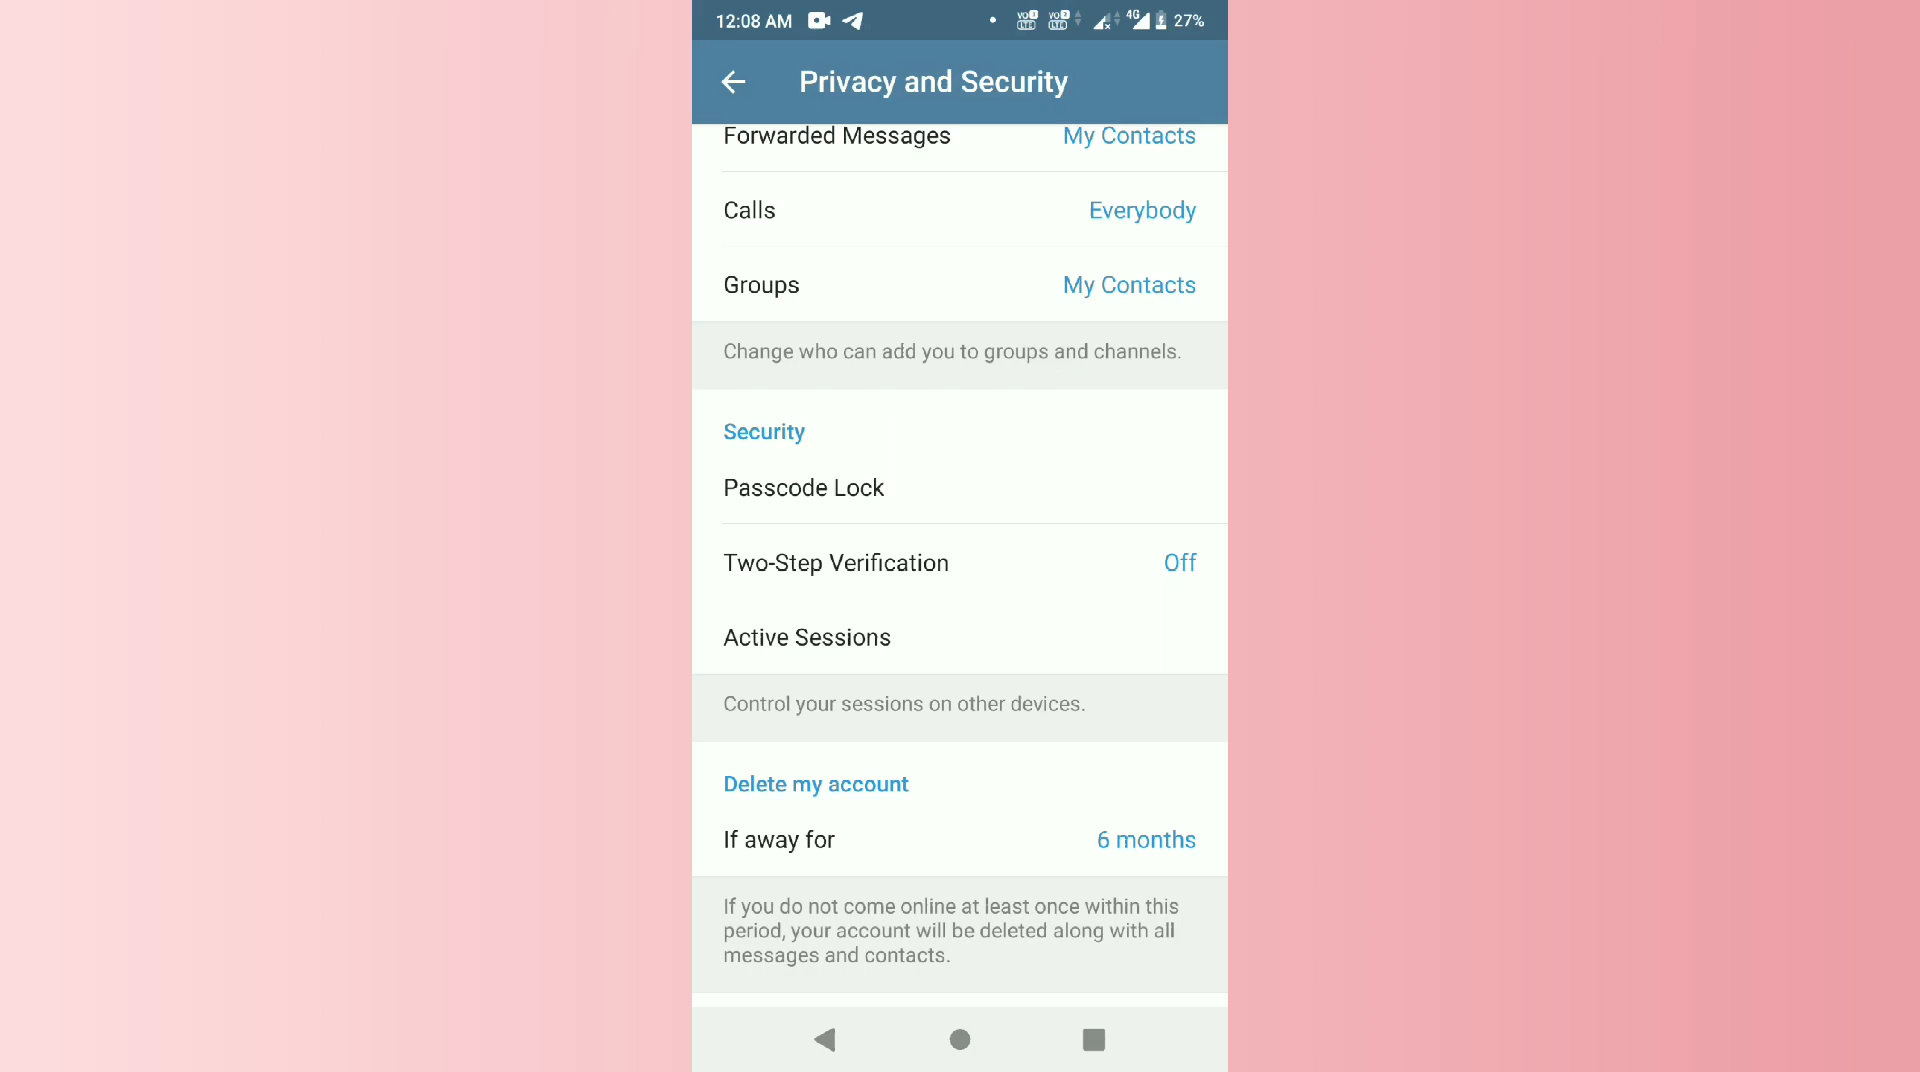 12:08 AM 4G 27%
Privacy and Security
Forwarded Messages My Contacts
Calls Everybody
Groups My Contacts
Change who can add you to groups and channels.
Security
Passcode Lock
Two-Step Verification Off
Active Sessions
Control your sessions on other devices.
Delete my account
If away for 6 months
If you do not come online at least once within this
period, your account will be deleted along with all
messages and contacts.